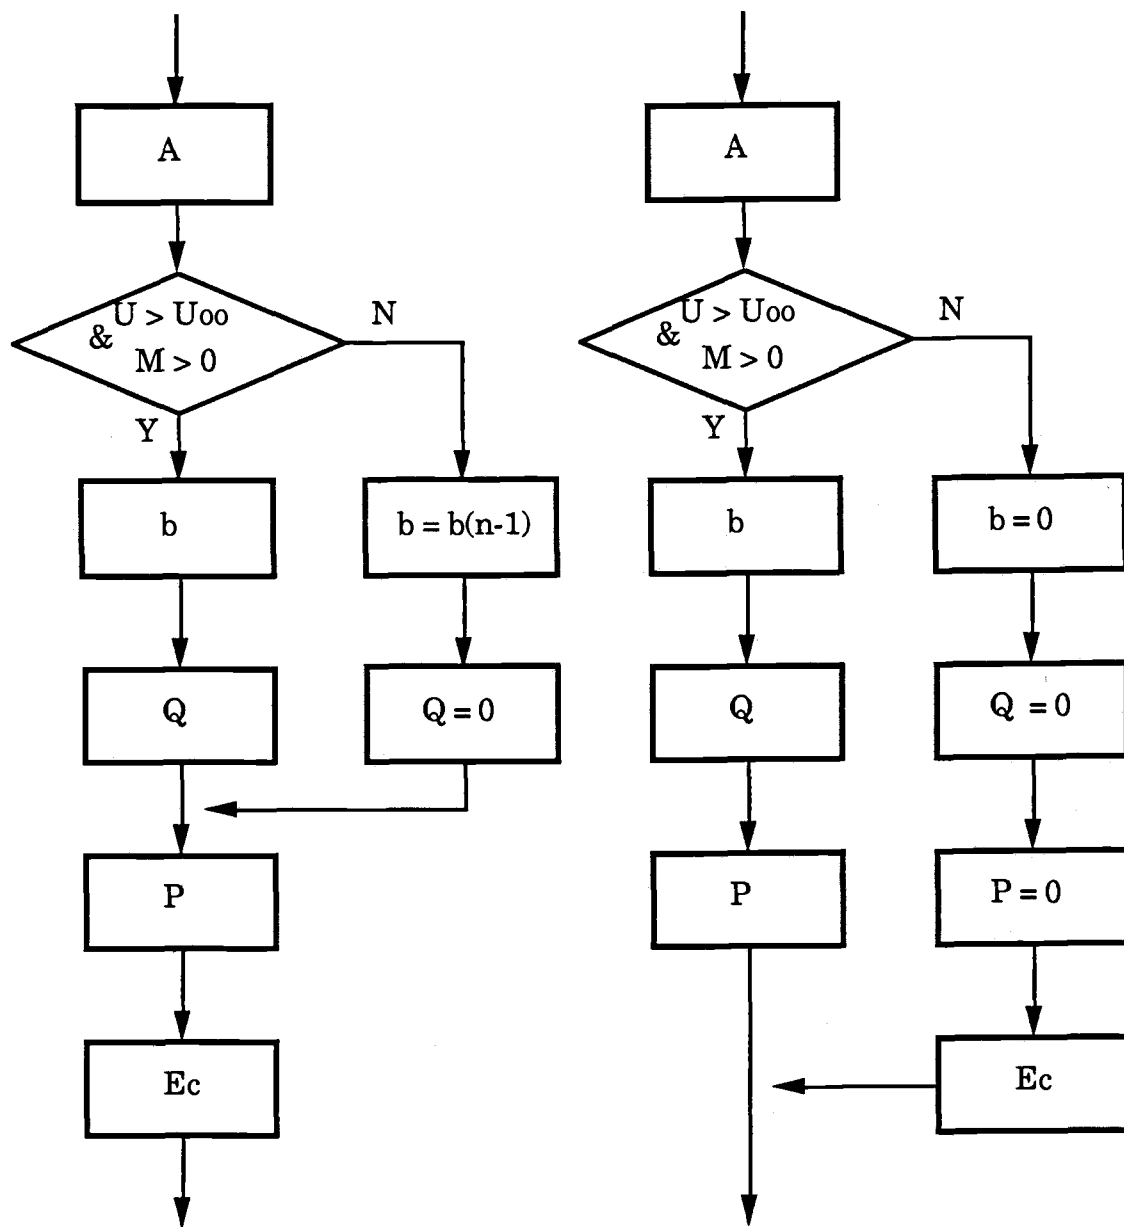 A
U > Uoo
&
M > 0
N
Y
b
b = b(n-1)
Q
Q = 0
P
Ec
A
U > Uoo
&
M > 0
N
Y
b
b = 0
Q
Q = 0
P
P = 0
Ec